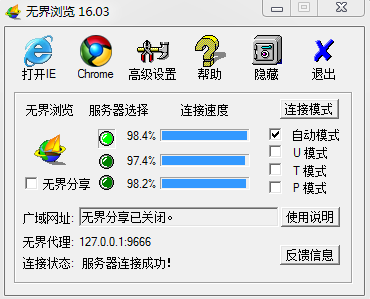 无界浏览 16.03
打开IE Chrome 高级设置 帮助 隐藏 退出
无界浏览 服务器选择 连接速度 连接模式
98.4% 自动模式
97.4% U 模式
T 模式
无界分享 98.2% P 模式
广域网址: 无界分享已关闭。 使用说明
无界代理: 127.0.0.1:9666
连接状态: 服务器连接成功! 反馈信息